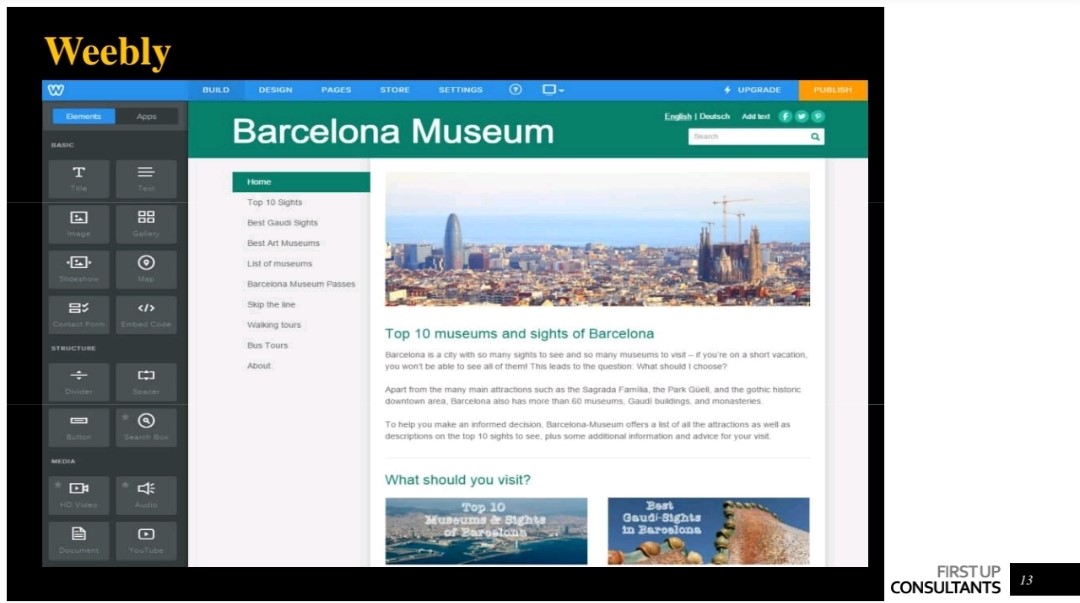 Weebly
BUILD DESIGN PAGES STORE SETTINGS ? UPGRADE PUBLISH
Elements Apps
BASIC
Title Text
Image Gallery
Slideshow Map
Contact Form Embed Code
STRUCTURE
Divider Spacer
Button Search Box
MEDIA
HD Video Audio
Document YouTube
Barcelona Museum
English | Deutsch Add text
Search
Home
Top 10 Sights
Best Gaudi Sights
Best Art Museums
List of museums
Barcelona Museum Passes
Skip the line
Walking tours
Bus Tours
About
Top 10 museums and sights of Barcelona
Barcelona is a city with so many sights to see and so many museums to visit – if you're on a short vacation,
you won't be able to see all of them! This leads to the question: What should I choose?
Apart from the many main attractions such as the Sagrada Família, the Park Güell, and the gothic historic
downtown area, Barcelona also has more than 60 museums, Gaudí buildings, and monasteries.
To help you make an informed decision, Barcelona-Museum offers a list of all the attractions as well as
descriptions on the top 10 sights to see, plus some additional information and advice for your visit.
What should you visit?
Top 10
Museums & Sights
of Barcelona
Best
Gaudí-Sights
in Barcelona
FIRST UP
CONSULTANTS
13